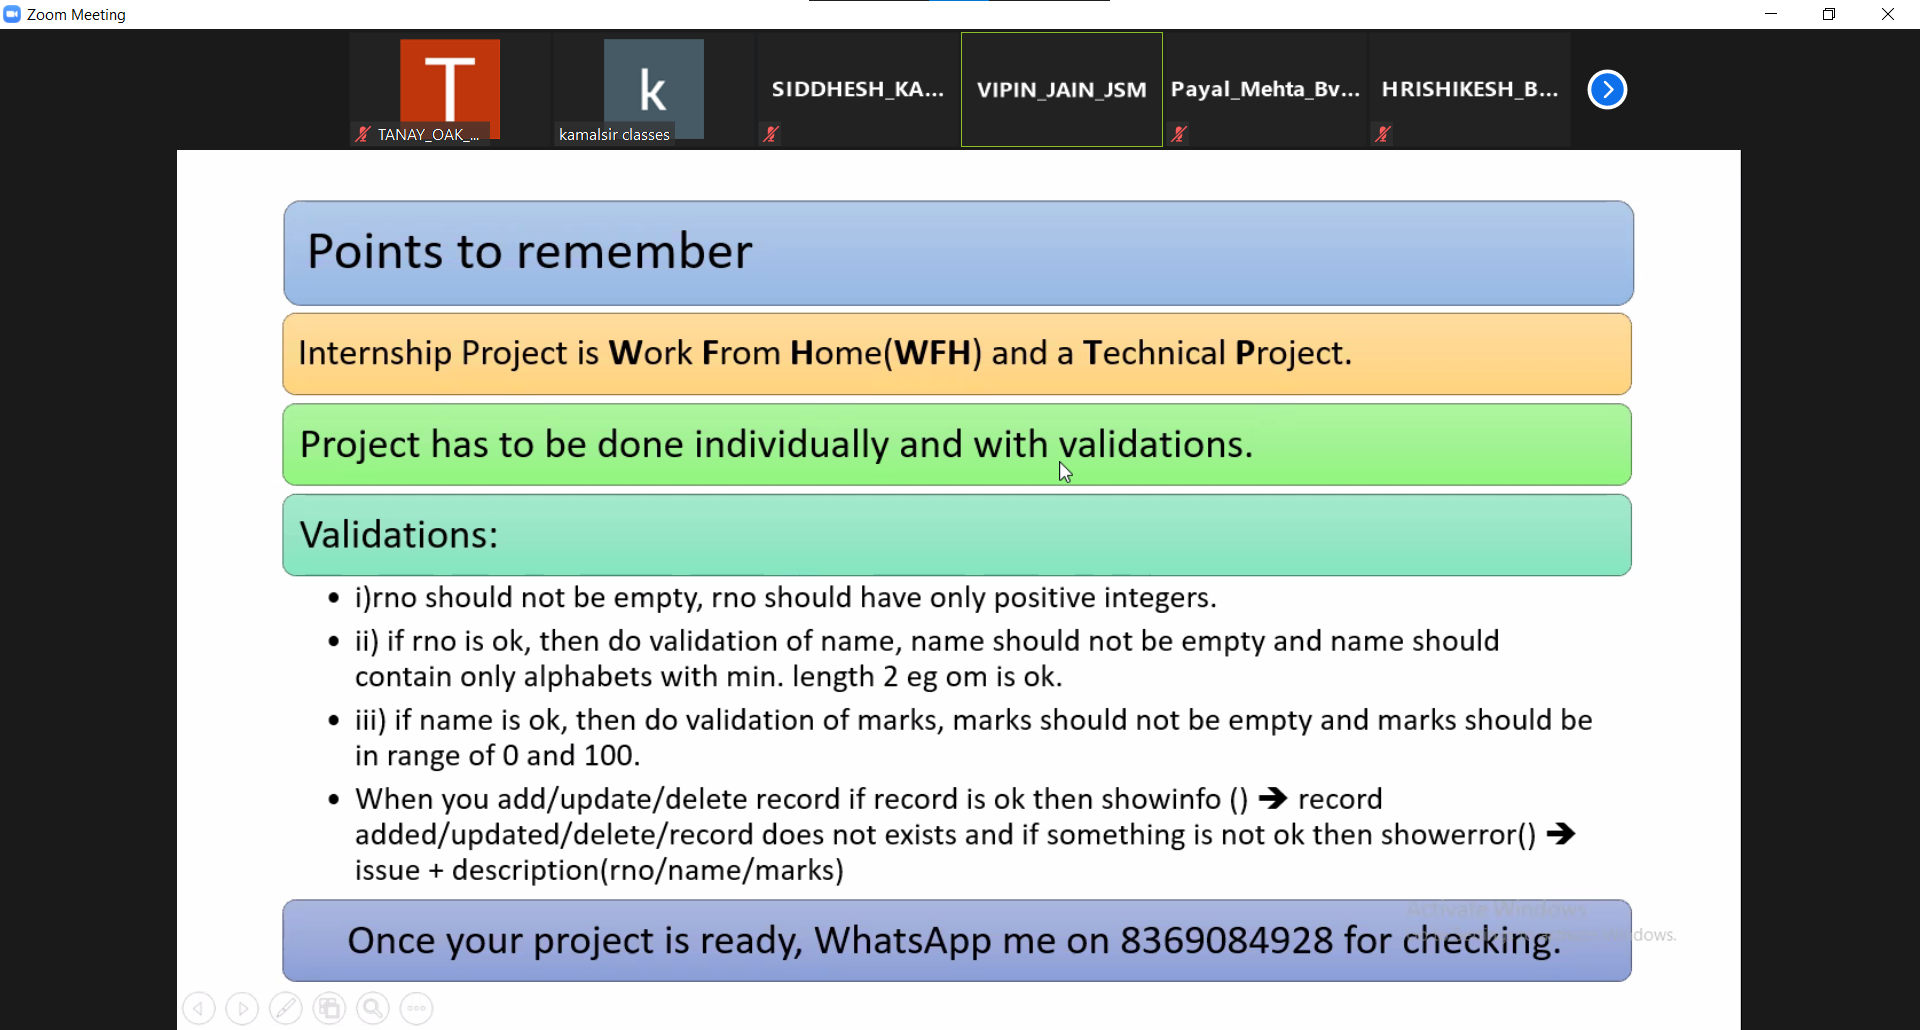 Zoom Meeting
T
k
SIDDHESH_KA...
VIPIN_JAIN_JSM
Payal_Mehta_Bv...
HRISHIKESH_B...
TANAY_OAK_...
kamalsir classes
Points to remember
Internship Project is Work From Home(WFH) and a Technical Project.
Project has to be done individually and with validations.
Validations:
• i)rno should not be empty, rno should have only positive integers.
• ii) if rno is ok, then do validation of name, name should not be empty and name should
contain only alphabets with min. length 2 eg om is ok.
• iii) if name is ok, then do validation of marks, marks should not be empty and marks should be
in range of 0 and 100.
• When you add/update/delete record if record is ok then showinfo () ➔ record
added/updated/delete/record does not exists and if something is not ok then showerror() ➔
issue + description(rno/name/marks)
Activate Windows
Once your project is ready, WhatsApp me on 8369084928 for checking.